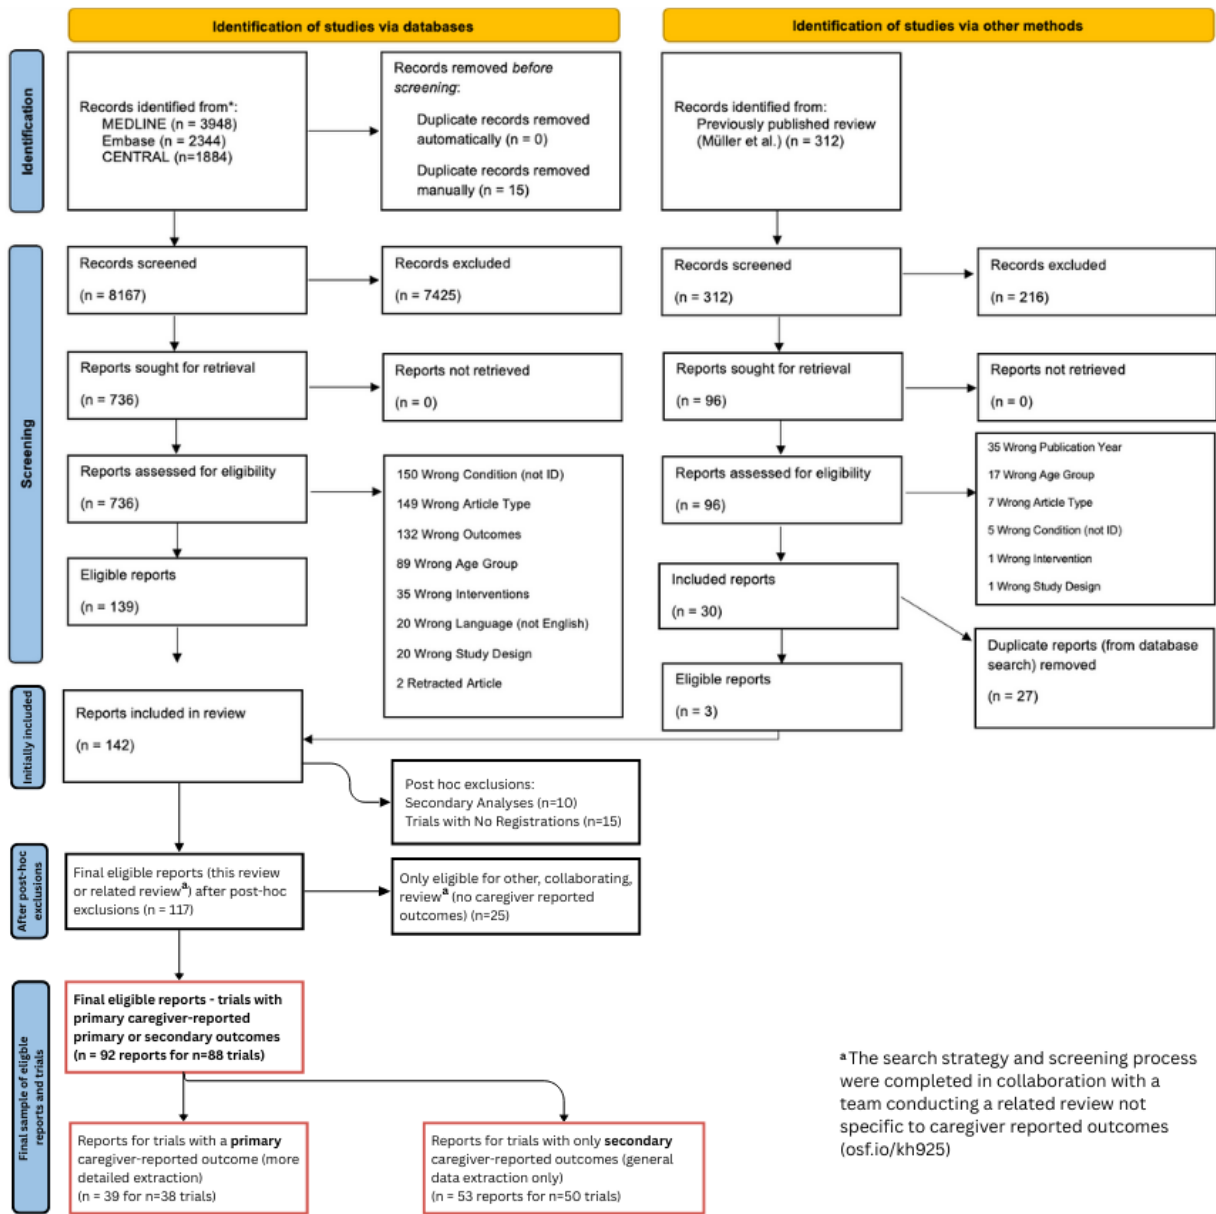 Identification of studies via databases
Identification of studies via other methods
Identification
Records identified from*:
MEDLINE (n = 3948)
Embase (n = 2344)
CENTRAL (n=1884)
Records removed before
screening:
Duplicate records removed
automatically (n = 0)
Duplicate records removed
manually (n = 15)
Records identified from:
Previously published review
(Müller et al.) (n = 312)
Screening
Records screened
(n = 8167)
Records excluded
(n = 7425)
Records screened
(n = 312)
Records excluded
(n = 216)
Reports sought for retrieval
(n = 736)
Reports not retrieved
(n = 0)
Reports sought for retrieval
(n = 96)
Reports not retrieved
(n = 0)
Reports assessed for eligibility
(n = 736)
150 Wrong Condition (not ID)
149 Wrong Article Type
132 Wrong Outcomes
89 Wrong Age Group
35 Wrong Interventions
20 Wrong Language (not English)
20 Wrong Study Design
2 Retracted Article
Reports assessed for eligibility
(n = 96)
35 Wrong Publication Year
17 Wrong Age Group
7 Wrong Article Type
5 Wrong Condition (not ID)
1 Wrong Intervention
1 Wrong Study Design
Eligible reports
(n = 139)
Included reports
(n = 30)
Duplicate reports (from database
search) removed
(n = 27)
Eligible reports
(n = 3)
Initially included
Reports included in review
(n = 142)
Post hoc exclusions:
Secondary Analyses (n=10)
Trials with No Registrations (n=15)
After post-hoc
exclusions
Final eligible reports (this review
or related reviewᵃ) after post-hoc
exclusions (n = 117)
Only eligible for other, collaborating,
reviewᵃ (no caregiver reported
outcomes) (n=25)
Final sample of eligble
reports and trials
Final eligible reports - trials with
primary caregiver-reported
primary or secondary outcomes
(n = 92 reports for n=88 trials)
Reports for trials with a primary
caregiver-reported outcome (more
detailed extraction)
(n = 39 for n=38 trials)
Reports for trials with only secondary
caregiver-reported outcomes (general
data extraction only)
(n = 53 reports for n=50 trials)
ᵃ The search strategy and screening process
were completed in collaboration with a
team conducting a related review not
specific to caregiver reported outcomes
(osf.io/kh925)